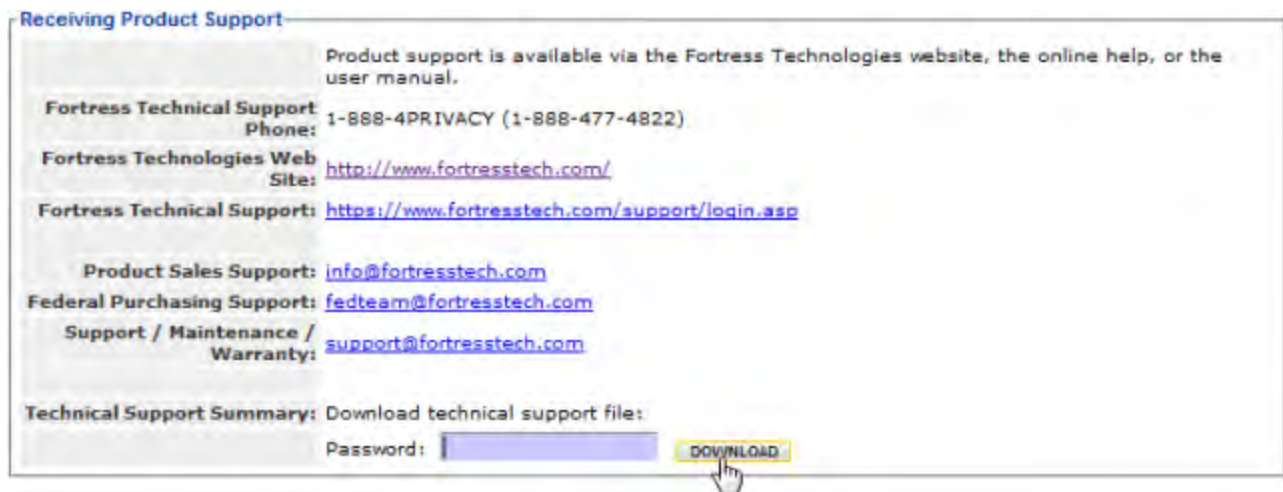 Receiving Product Support
Product support is available via the Fortress Technologies website, the online help, or the
user manual.
Fortress Technical Support
Phone: 1-888-4PRIVACY (1-888-477-4822)
Fortress Technologies Web
Site: http://www.fortresstech.com/
Fortress Technical Support: https://www.fortresstech.com/support/login.asp
Product Sales Support: info@fortresstech.com
Federal Purchasing Support: fedteam@fortresstech.com
Support / Maintenance /
Warranty: support@fortresstech.com
Technical Support Summary: Download technical support file:
Password: DOWNLOAD